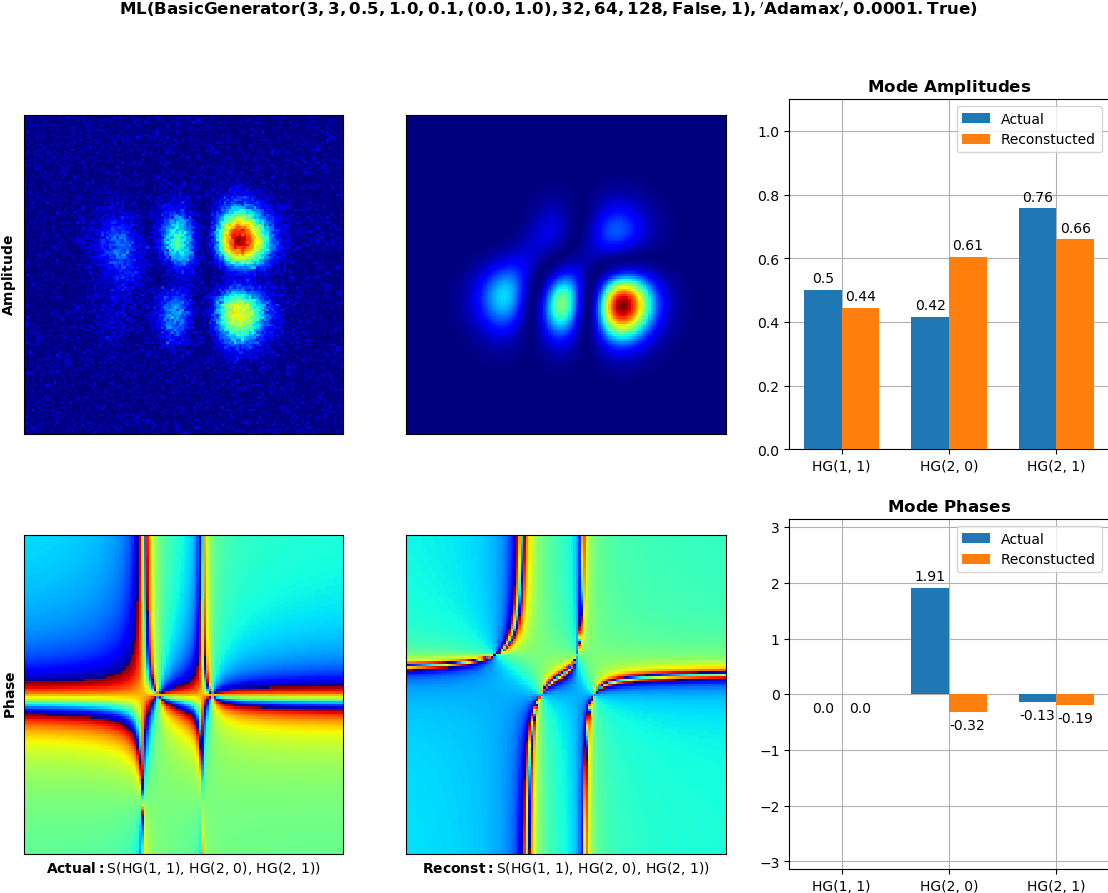 ML(BasicGenerator(3, 3, 0.5, 1.0, 0.1, (0.0, 1.0), 32, 64, 128, False, 1), ′Adamax′, 0.0001. True)
Amplitude
Mode Amplitudes
Actual
Reconstucted
1.0
0.8
0.6
0.4
0.2
0.0
0.5
0.44
0.42
0.61
0.76
0.66
HG(1, 1)
HG(2, 0)
HG(2, 1)
Phase
Actual: S(HG(1, 1), HG(2, 0), HG(2, 1))
Reconst: S(HG(1, 1), HG(2, 0), HG(2, 1))
Mode Phases
Actual
Reconstucted
3
2
1
0
−1
−2
−3
0.0
0.0
1.91
-0.32
-0.13
-0.19
HG(1, 1)
HG(2, 0)
HG(2, 1)